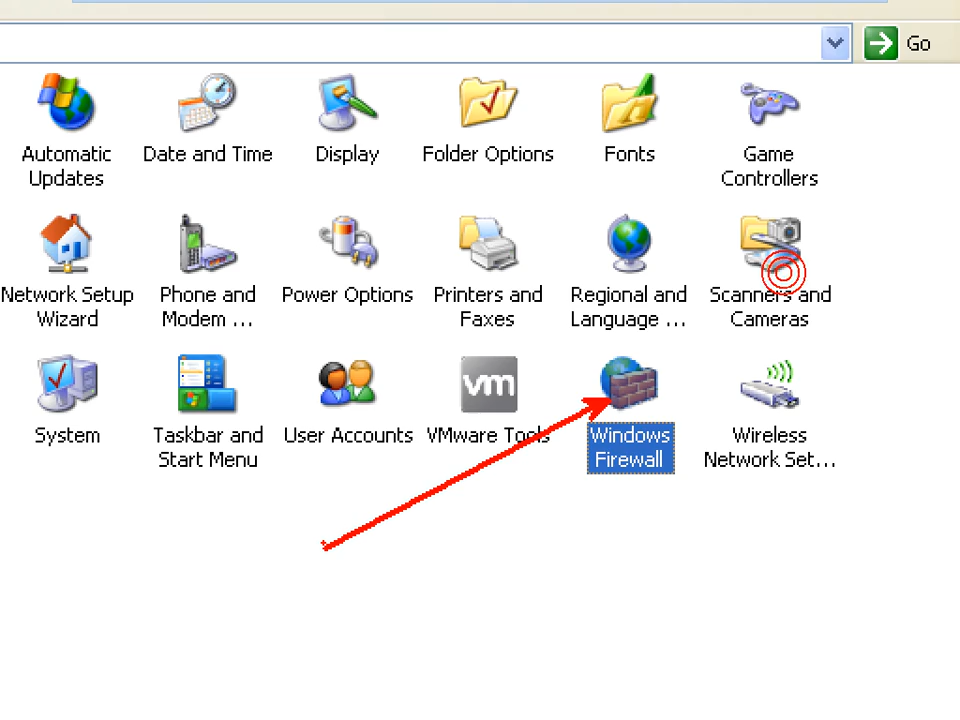 Go
Automatic
Updates
Date and Time
Display
Folder Options
Fonts
Game
Controllers
Network Setup
Wizard
Phone and
Modem ...
Power Options
Printers and
Faxes
Regional and
Language ...
Scanners and
Cameras
System
Taskbar and
Start Menu
User Accounts
vm
VMware Tools
Windows
Firewall
Wireless
Network Set...